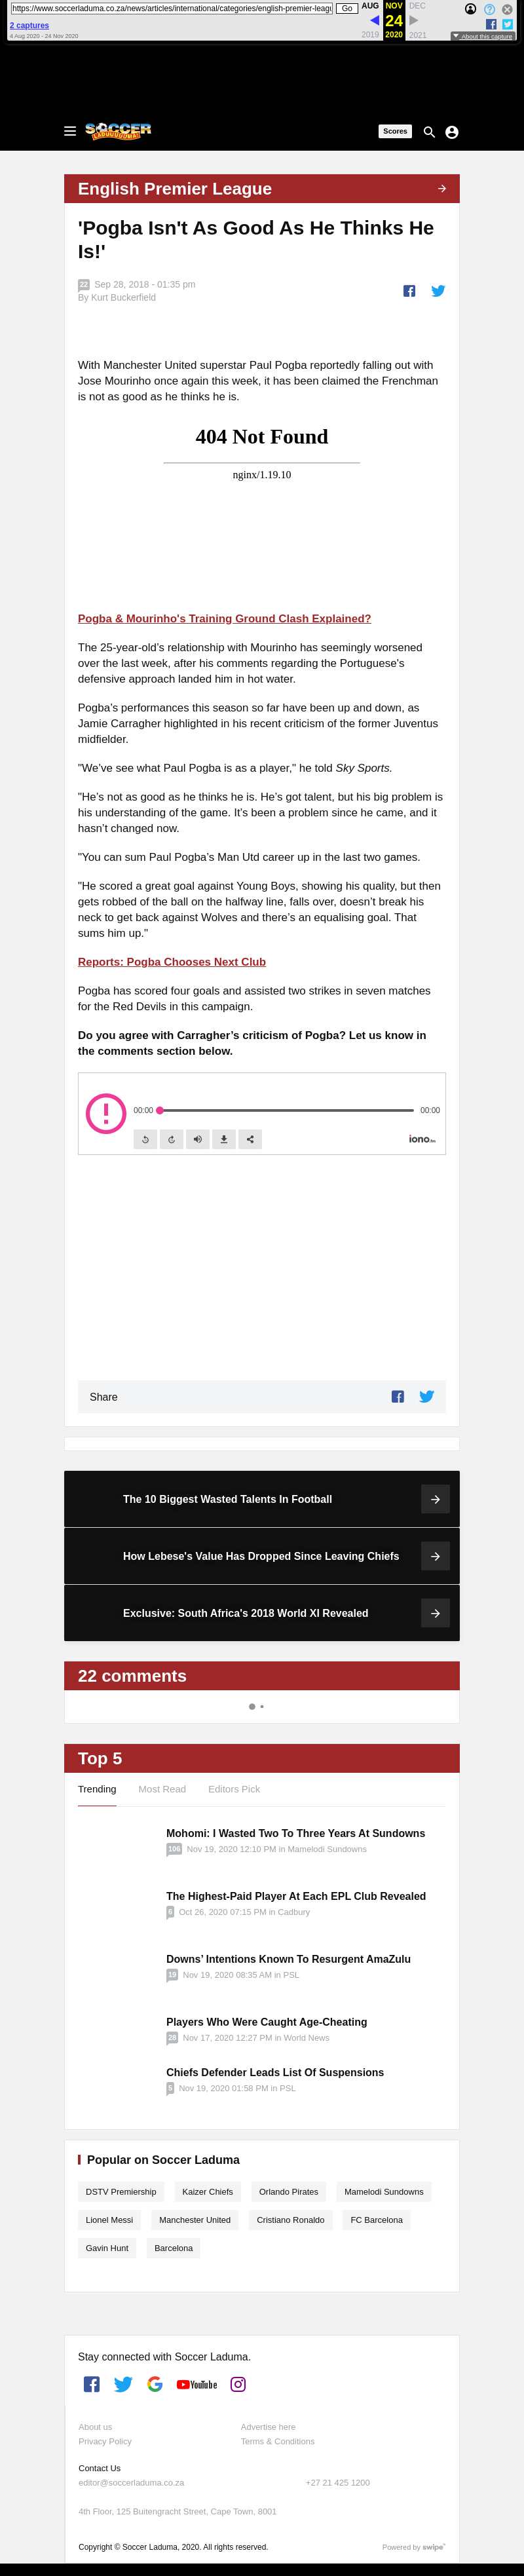 https://www.soccerladuma.co.za/news/articles/international/categories/english-premier-leagu
Go
AUG NOV DEC
24
2019 2020 2021
2 captures
4 Aug 2020 - 24 Nov 2020
About this capture
SOCCER
LADUUUUUMA!
Scores
English Premier League
'Pogba Isn't As Good As He Thinks He
Is!'
22 Sep 28, 2018 - 01:35 pm
By Kurt Buckerfield
With Manchester United superstar Paul Pogba reportedly falling out with
Jose Mourinho once again this week, it has been claimed the Frenchman
is not as good as he thinks he is.
404 Not Found
nginx/1.19.10
Pogba & Mourinho's Training Ground Clash Explained?
The 25-year-old’s relationship with Mourinho has seemingly worsened
over the last week, after his comments regarding the Portuguese's
defensive approach landed him in hot water.
Pogba’s performances this season so far have been up and down, as
Jamie Carragher highlighted in his recent criticism of the former Juventus
midfielder.
"We’ve see what Paul Pogba is as a player," he told Sky Sports.
"He’s not as good as he thinks he is. He’s got talent, but his big problem is
his understanding of the game. It’s been a problem since he came, and it
hasn’t changed now.
"You can sum Paul Pogba’s Man Utd career up in the last two games.
"He scored a great goal against Young Boys, showing his quality, but then
gets robbed of the ball on the halfway line, falls over, doesn’t break his
neck to get back against Wolves and there’s an equalising goal. That
sums him up."
Reports: Pogba Chooses Next Club
Pogba has scored four goals and assisted two strikes in seven matches
for the Red Devils in this campaign.
Do you agree with Carragher’s criticism of Pogba? Let us know in
the comments section below.
00:00 00:00
iono.fm
Share
The 10 Biggest Wasted Talents In Football
How Lebese's Value Has Dropped Since Leaving Chiefs
Exclusive: South Africa's 2018 World XI Revealed
22 comments
Top 5
Trending Most Read Editors Pick
Mohomi: I Wasted Two To Three Years At Sundowns
106 Nov 19, 2020 12:10 PM in Mamelodi Sundowns
The Highest-Paid Player At Each EPL Club Revealed
6 Oct 26, 2020 07:15 PM in Cadbury
Downs’ Intentions Known To Resurgent AmaZulu
19 Nov 19, 2020 08:35 AM in PSL
Players Who Were Caught Age-Cheating
28 Nov 17, 2020 12:27 PM in World News
Chiefs Defender Leads List Of Suspensions
5 Nov 19, 2020 01:58 PM in PSL
Popular on Soccer Laduma
DSTV Premiership Kaizer Chiefs Orlando Pirates Mamelodi Sundowns
Lionel Messi Manchester United Cristiano Ronaldo FC Barcelona
Gavin Hunt Barcelona
Stay connected with Soccer Laduma.
YouTube
About us Advertise here
Privacy Policy Terms & Conditions
Contact Us
editor@soccerladuma.co.za +27 21 425 1200
4th Floor, 125 Buitengracht Street, Cape Town, 8001
Copyright © Soccer Laduma, 2020. All rights reserved. Powered by swipe